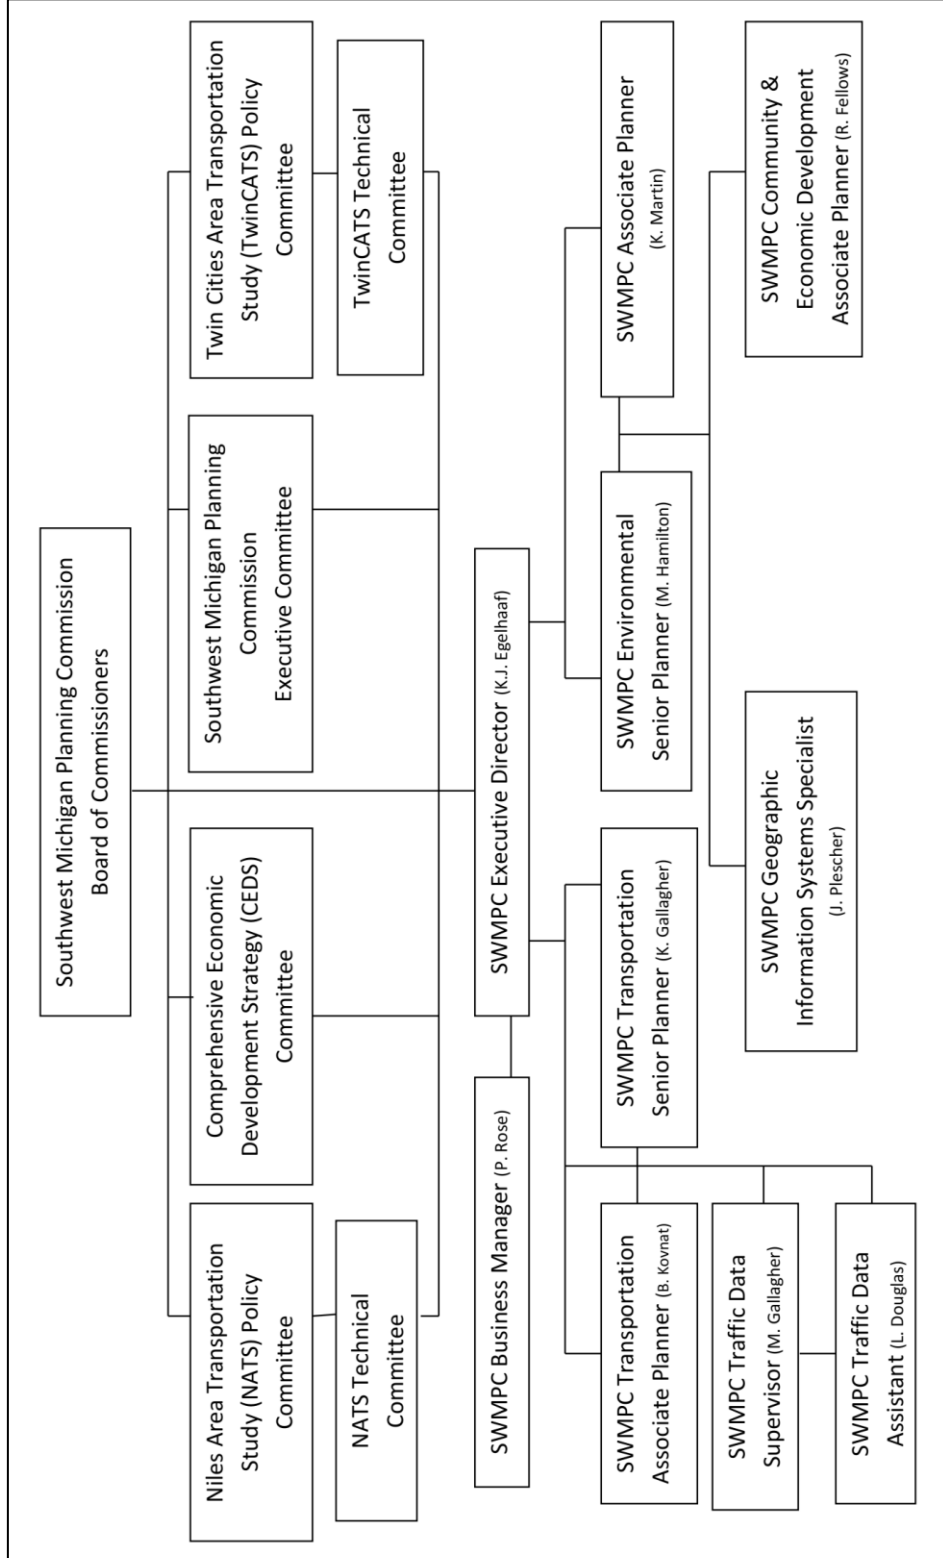 Southwest Michigan Planning Commission
Board of Commissioners
Niles Area Transportation
Study (NATS) Policy
Committee
Comprehensive Economic
Development Strategy (CEDS)
Committee
Southwest Michigan Planning
Commission
Executive Committee
Twin Cities Area Transportation
Study (TwinCATS) Policy
Committee
NATS Technical
Committee
TwinCATS Technical
Committee
SWMPC Business Manager (P. Rose)
SWMPC Executive Director (K.J. Egelhaaf)
SWMPC Transportation
Associate Planner (B. Kovnat)
SWMPC Transportation
Senior Planner (K. Gallagher)
SWMPC Environmental
Senior Planner (M. Hamilton)
SWMPC Associate Planner
(K. Martin)
SWMPC Traffic Data
Supervisor (M. Gallagher)
SWMPC Geographic
Information Systems Specialist
(J. Plescher)
SWMPC Community &
Economic Development
Associate Planner (R. Fellows)
SWMPC Traffic Data
Assistant (L. Douglas)